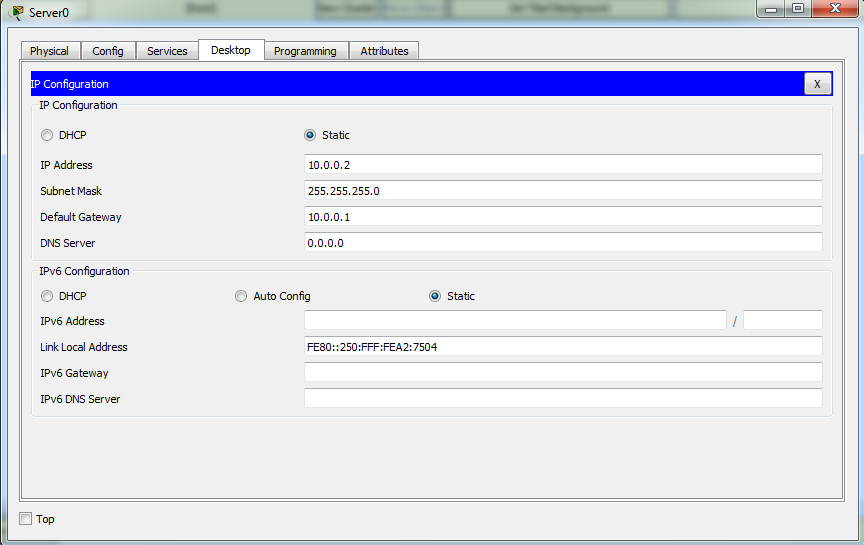 Server0
Physical Config Services Desktop Programming Attributes
IP Configuration X
IP Configuration
DHCP Static
IP Address 10.0.0.2
Subnet Mask 255.255.255.0
Default Gateway 10.0.0.1
DNS Server 0.0.0.0
IPv6 Configuration
DHCP Auto Config Static
IPv6 Address /
Link Local Address FE80::250:FFF:FEA2:7504
IPv6 Gateway
IPv6 DNS Server
Top